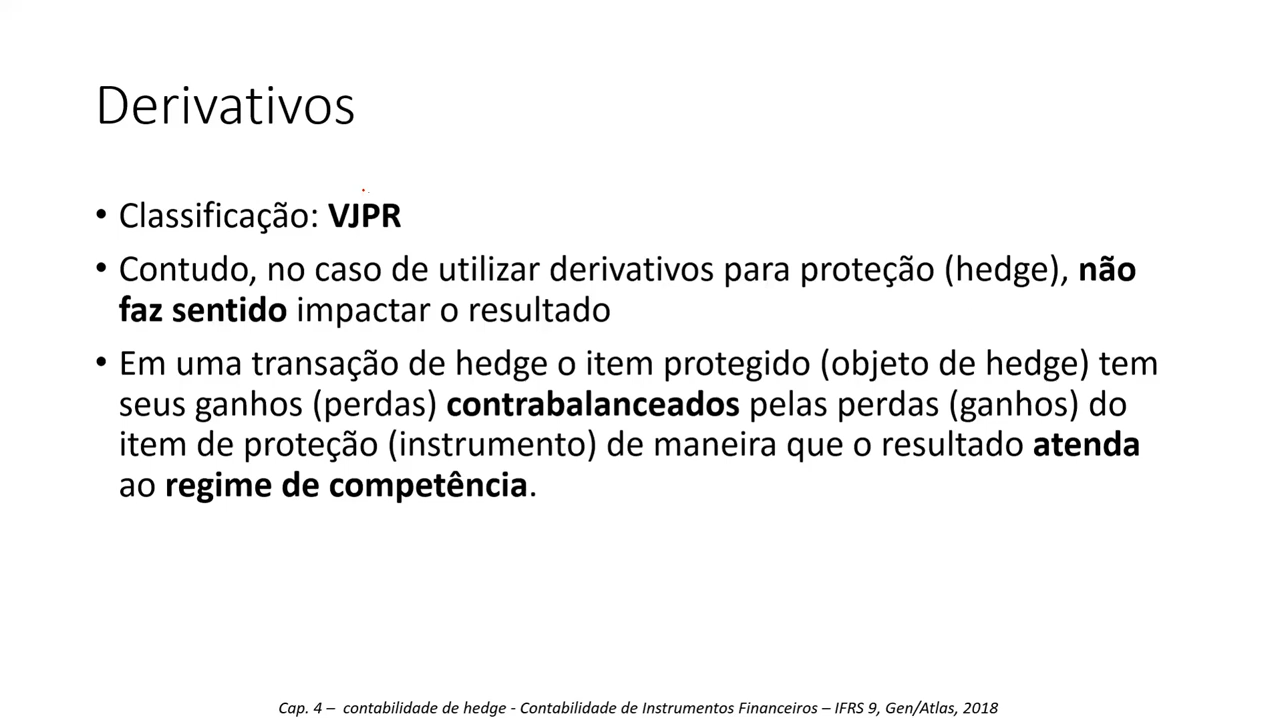 Derivativos
• Classificação: VJPR
• Contudo, no caso de utilizar derivativos para proteção (hedge), não
faz sentido impactar o resultado
• Em uma transação de hedge o item protegido (objeto de hedge) tem
seus ganhos (perdas) contrabalanceados pelas perdas (ganhos) do
item de proteção (instrumento) de maneira que o resultado atenda
ao regime de competência.
Cap. 4 – contabilidade de hedge - Contabilidade de Instrumentos Financeiros – IFRS 9, Gen/Atlas, 2018